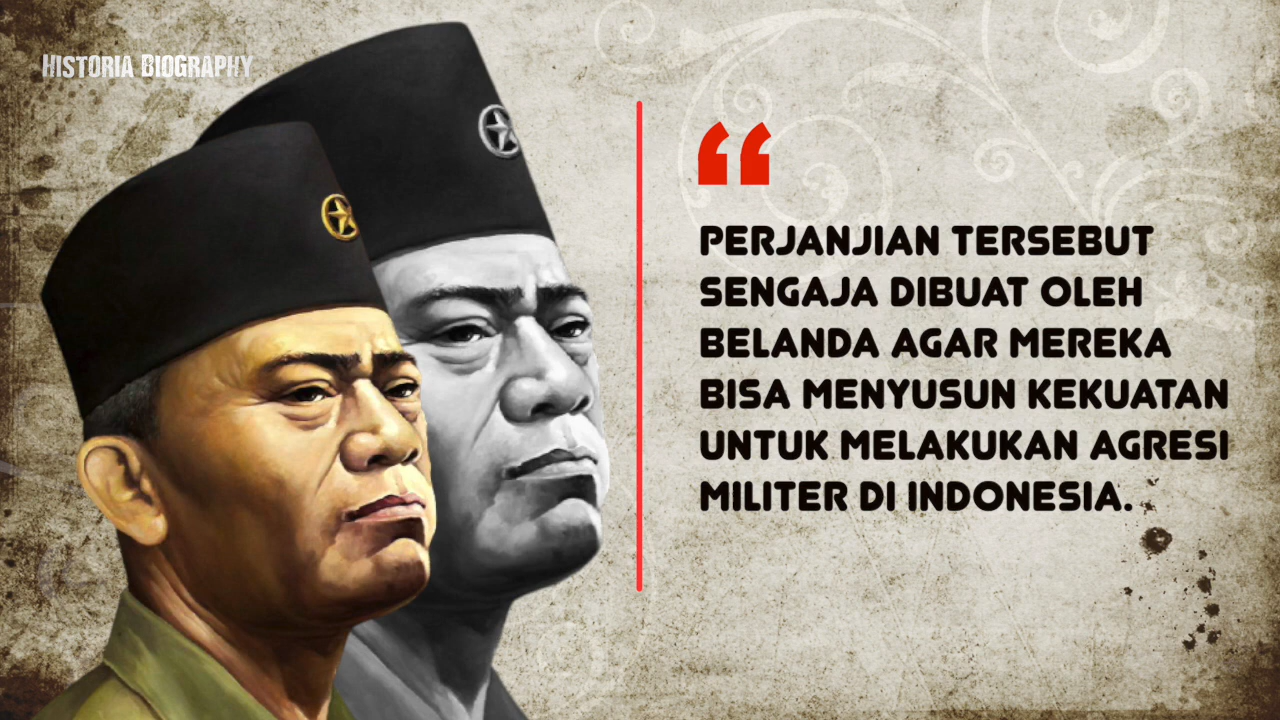 HISTORIA BIOGRAPHY
“
PERJANJIAN TERSEBUT
SENGAJA DIBUAT OLEH
BELANDA AGAR MEREKA
BISA MENYUSUN KEKUATAN
UNTUK MELAKUKAN AGRESI
MILITER DI INDONESIA.